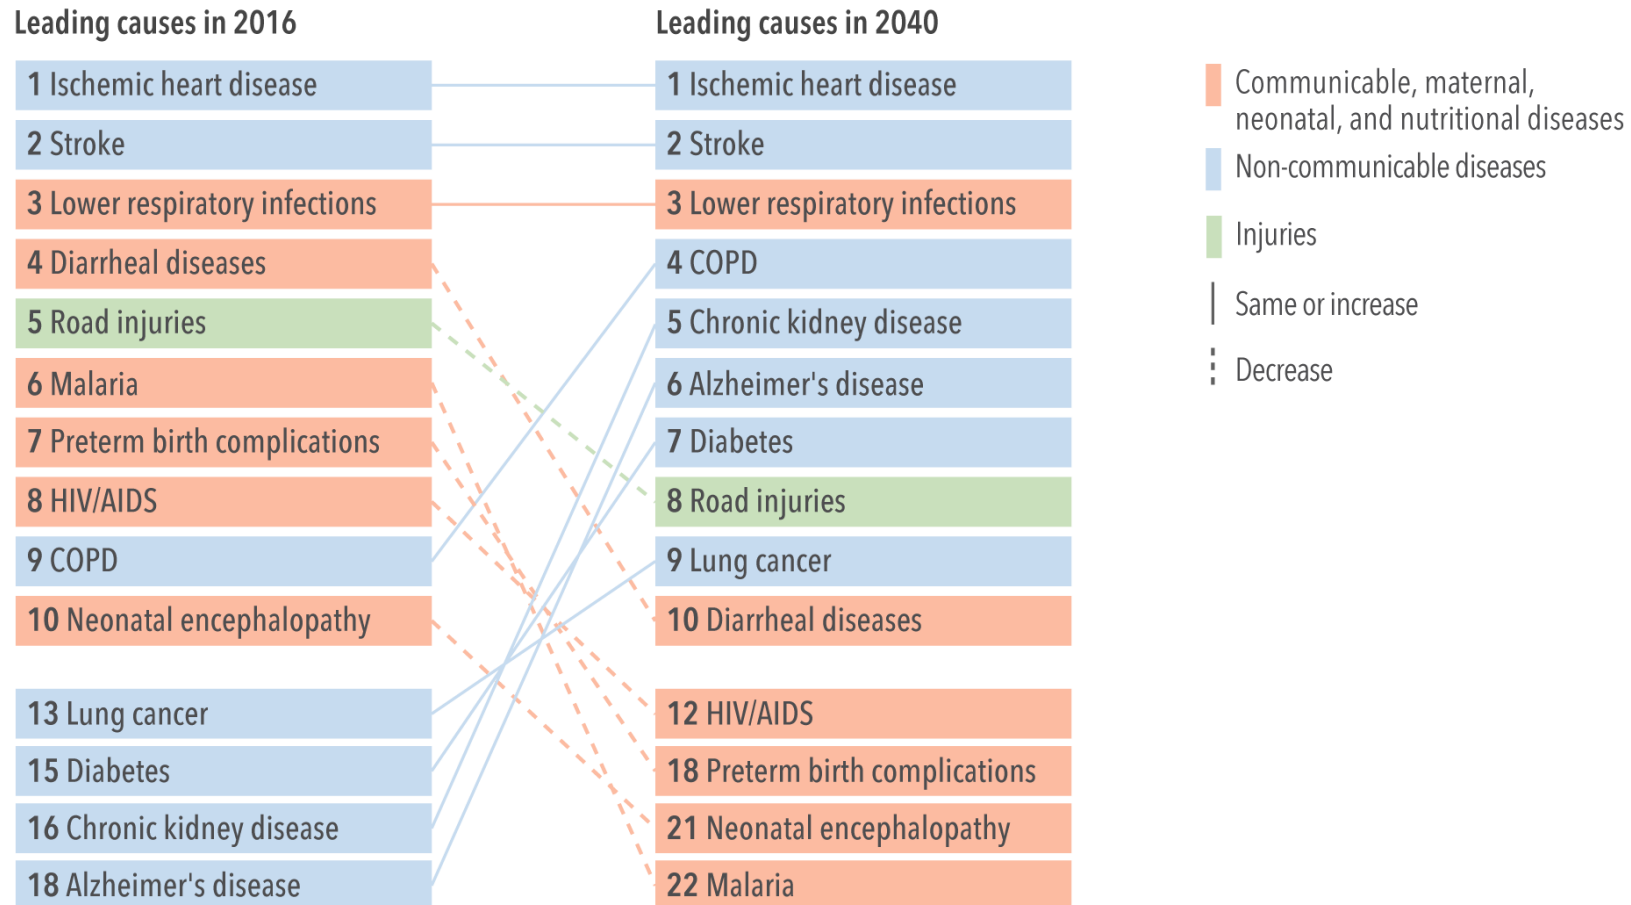 Leading causes in 2016
1 Ischemic heart disease
2 Stroke
3 Lower respiratory infections
4 Diarrheal diseases
5 Road injuries
6 Malaria
7 Preterm birth complications
8 HIV/AIDS
9 COPD
10 Neonatal encephalopathy
13 Lung cancer
15 Diabetes
16 Chronic kidney disease
18 Alzheimer's disease
Leading causes in 2040
1 Ischemic heart disease
2 Stroke
3 Lower respiratory infections
4 COPD
5 Chronic kidney disease
6 Alzheimer's disease
7 Diabetes
8 Road injuries
9 Lung cancer
10 Diarrheal diseases
12 HIV/AIDS
18 Preterm birth complications
21 Neonatal encephalopathy
22 Malaria
Communicable, maternal,
neonatal, and nutritional diseases
Non-communicable diseases
Injuries
Same or increase
Decrease